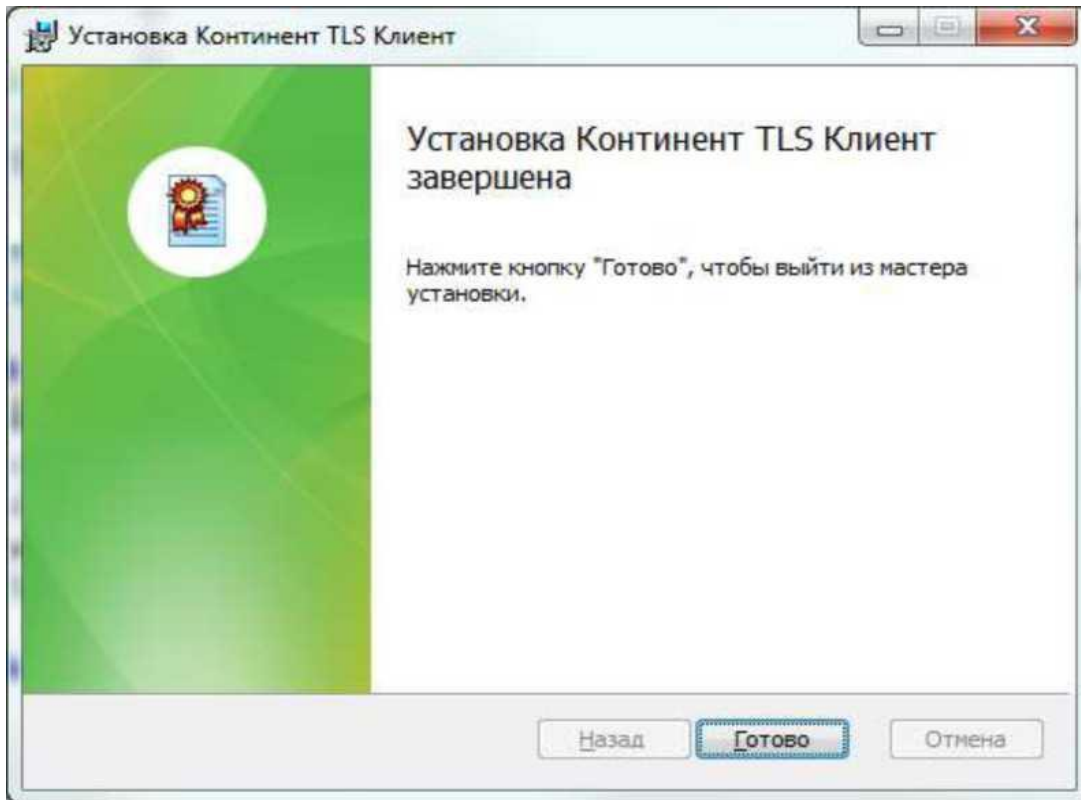 Установка Континент TLS Клиент
Установка Континент TLS Клиент
завершена
Нажмите кнопку "Готово", чтобы выйти из мастера
установки.
Назад Готово Отмена